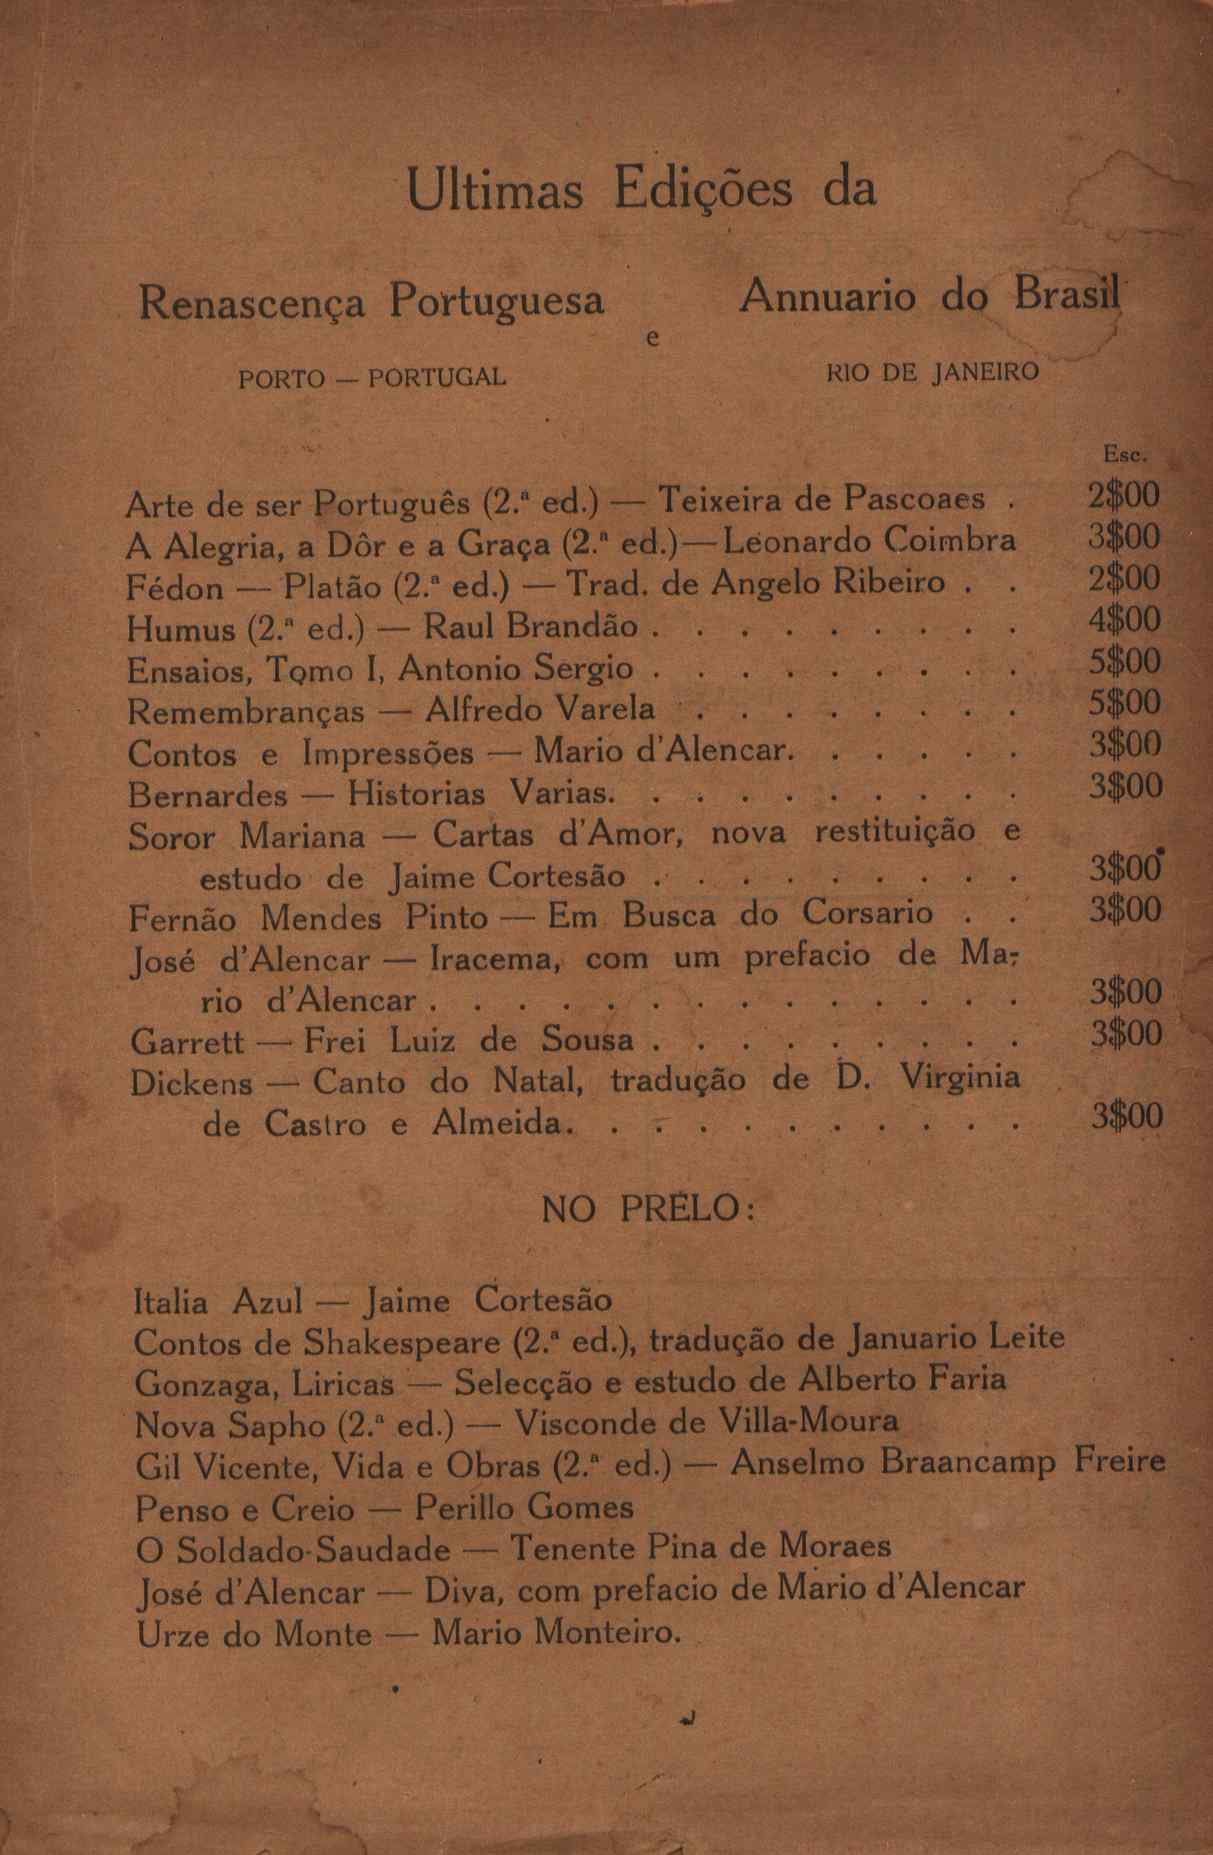 Ultimas Edições da
Renascença Portuguesa e Annuario do Brasil
PORTO — PORTUGAL RIO DE JANEIRO
Esc.
Arte de ser Português (2.ª ed.) — Teixeira de Pascoaes . 2$00
A Alegria, a Dôr e a Graça (2.ª ed.)—Leonardo Coimbra 3$00
Fédon — Platão (2.ª ed.) — Trad. de Angelo Ribeiro . . 2$00
Humus (2.ª ed.) — Raul Brandão . . . . . . . . . 4$00
Ensaios, Tomo I, Antonio Sergio . . . . . . . . . 5$00
Remembranças — Alfredo Varela . . . . . . . . 5$00
Contos e Impressões — Mario d'Alencar. . . . . . 3$00
Bernardes — Historias Varias. . . . . . . . . . 3$00
Soror Mariana — Cartas d'Amor, nova restituição e
estudo de Jaime Cortesão . . . . . . . . . 3$00
Fernão Mendes Pinto — Em Busca do Corsario . . 3$00
José d'Alencar — Iracema, com um prefacio de Ma-
rio d'Alencar . . . . . . . . . . . . . . 3$00
Garrett — Frei Luiz de Sousa . . . . . . . . . 3$00
Dickens — Canto do Natal, tradução de D. Virginia
de Castro e Almeida. . . . . . . . . . . 3$00
NO PRÉLO:
Italia Azul — Jaime Cortesão
Contos de Shakespeare (2.ª ed.), tradução de Januario Leite
Gonzaga, Liricas — Selecção e estudo de Alberto Faria
Nova Sapho (2.ª ed.) — Visconde de Villa-Moura
Gil Vicente, Vida e Obras (2.ª ed.) — Anselmo Braancamp Freire
Penso e Creio — Perillo Gomes
O Soldado-Saudade — Tenente Pina de Moraes
José d'Alencar — Diva, com prefacio de Mario d'Alencar
Urze do Monte — Mario Monteiro.